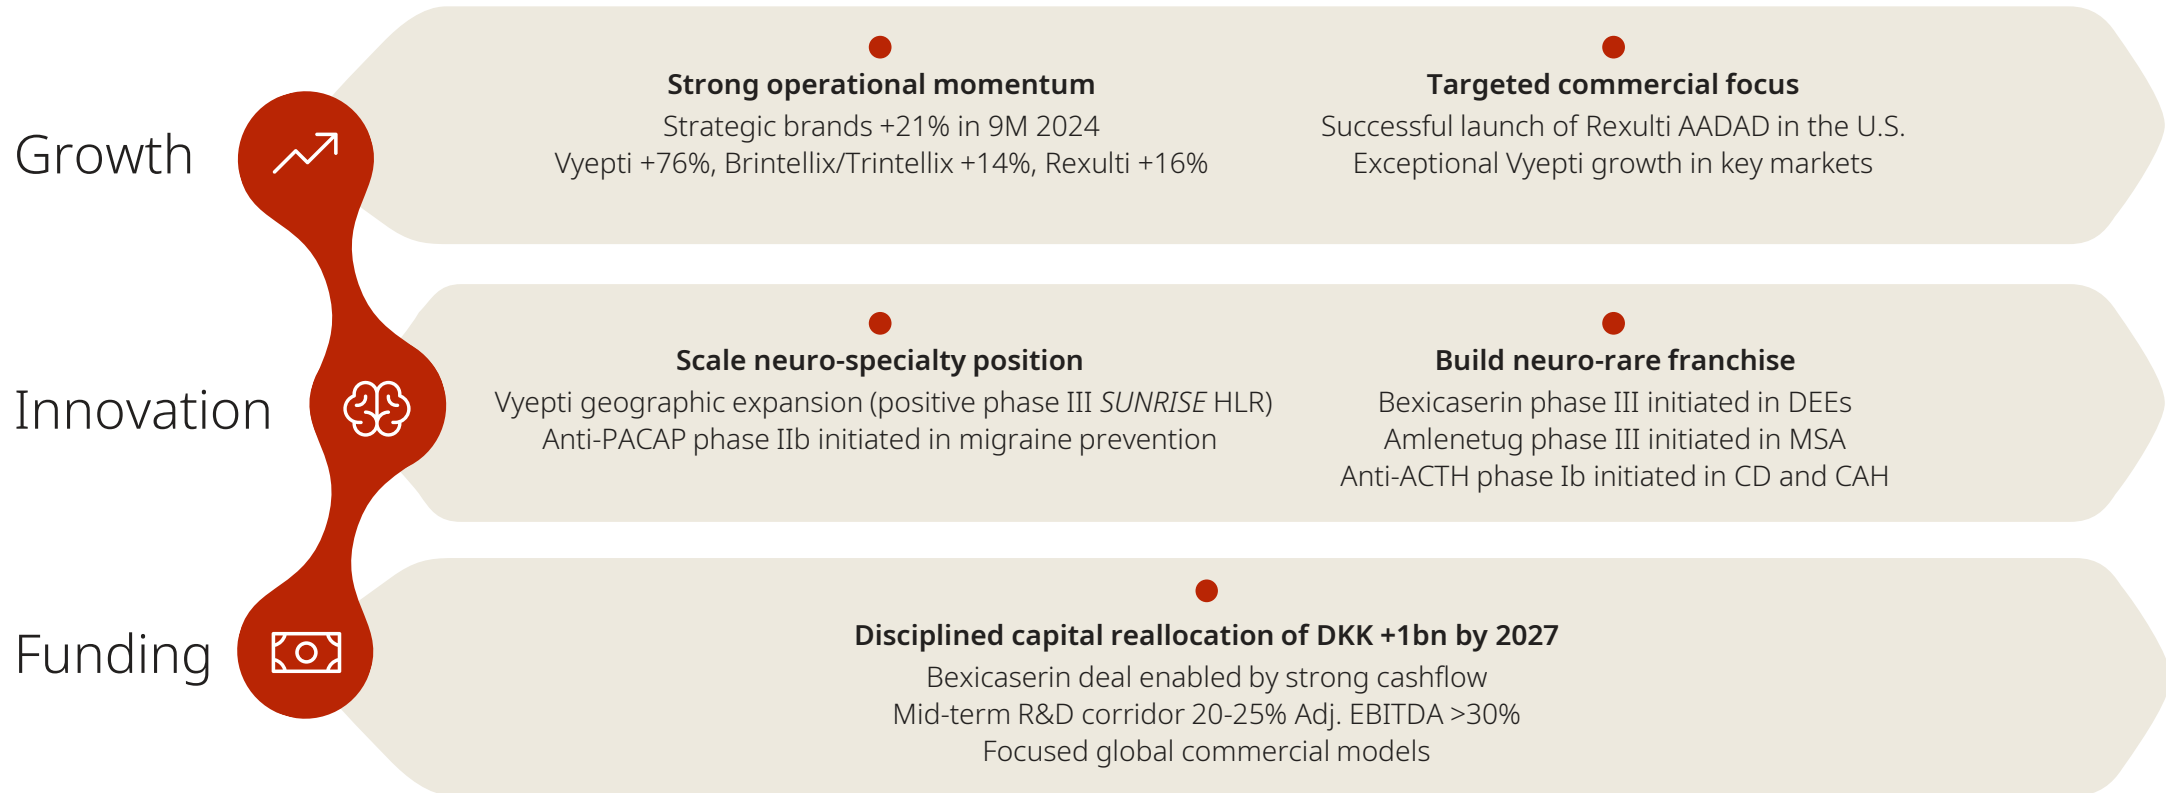 Growth
Strong operational momentum
Strategic brands +21% in 9M 2024
Vyepti +76%, Brintellix/Trintellix +14%, Rexulti +16%
Targeted commercial focus
Successful launch of Rexulti AADAD in the U.S.
Exceptional Vyepti growth in key markets
Innovation
Scale neuro-specialty position
Vyepti geographic expansion (positive phase III SUNRISE HLR)
Anti-PACAP phase IIb initiated in migraine prevention
Build neuro-rare franchise
Bexicaserin phase III initiated in DEEs
Amlenetug phase III initiated in MSA
Anti-ACTH phase Ib initiated in CD and CAH
Funding
Disciplined capital reallocation of DKK +1bn by 2027
Bexicaserin deal enabled by strong cashflow
Mid-term R&D corridor 20-25% Adj. EBITDA >30%
Focused global commercial models